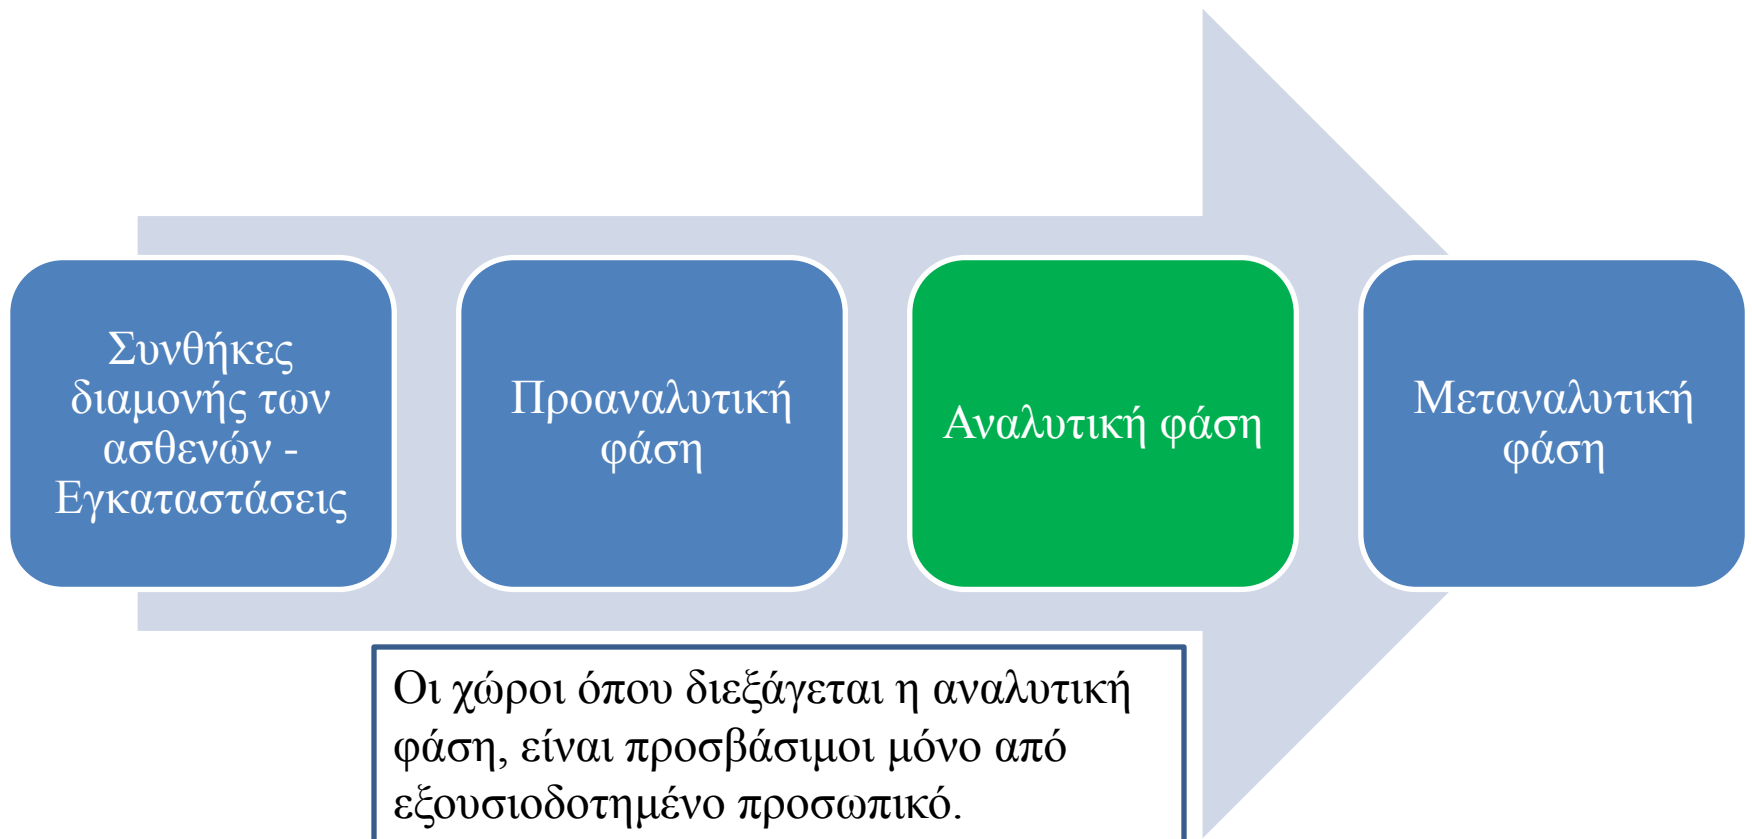 Συνθήκες
διαμονής των
ασθενών -
Εγκαταστάσεις
Προαναλυτική
φάση
Αναλυτική φάση
Μεταναλυτική
φάση
Οι χώροι όπου διεξάγεται η αναλυτική
φάση, είναι προσβάσιμοι μόνο από
εξουσιοδοτημένο προσωπικό.